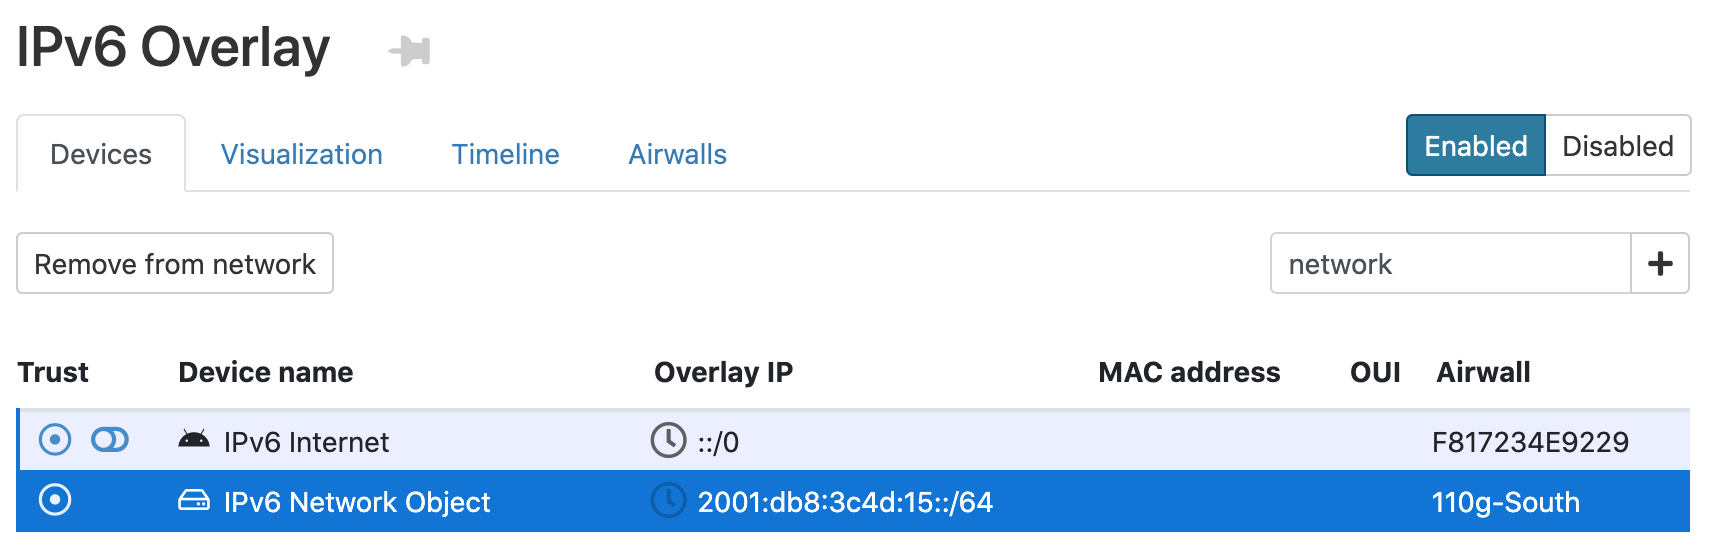 IPv6 Overlay
Devices Visualization Timeline Airwalls Enabled Disabled
Remove from network network +
Trust Device name Overlay IP MAC address OUI Airwall
IPv6 Internet ::/0 F817234E9229
IPv6 Network Object 2001:db8:3c4d:15::/64 110g-South